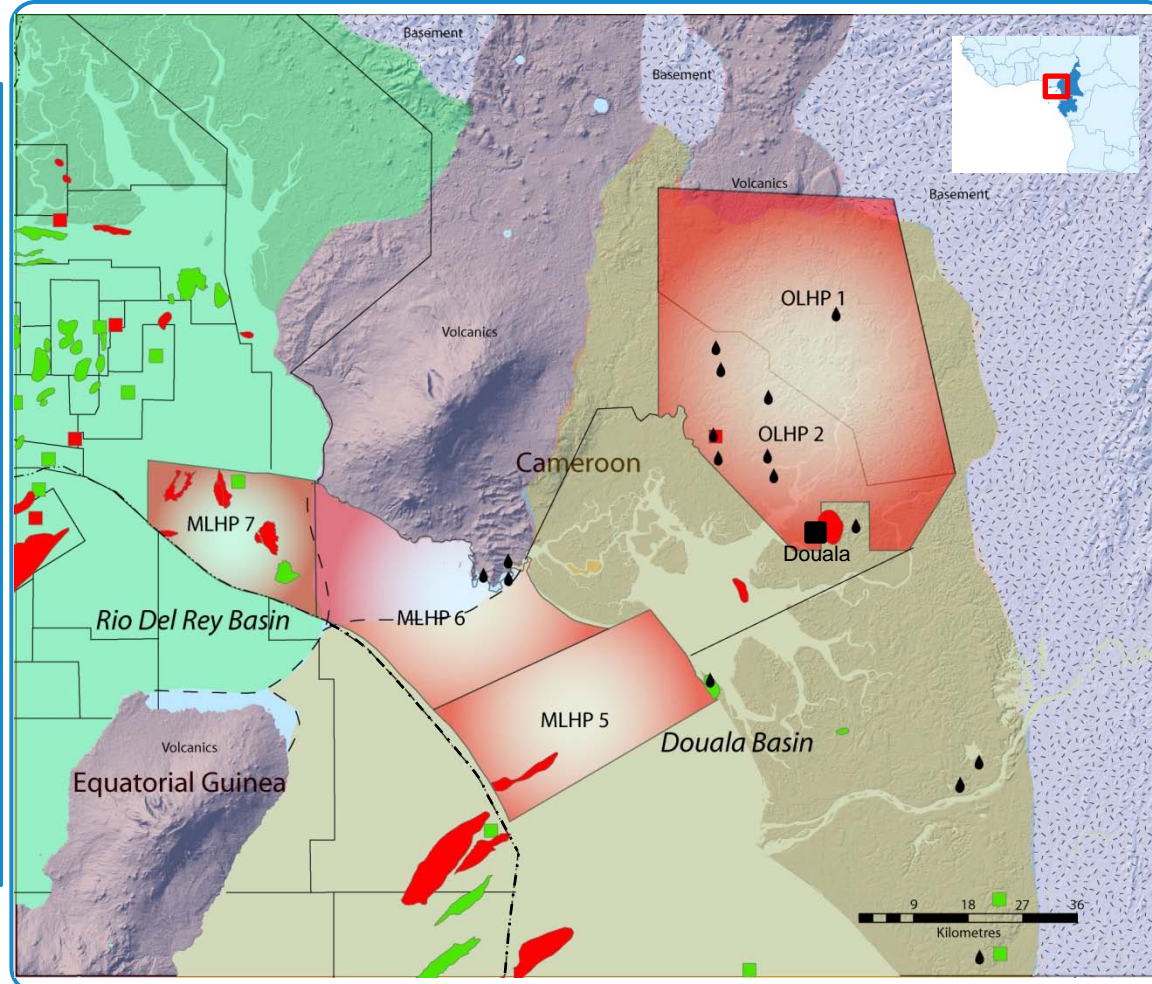 Basement
Basement
Volcanics
Basement
OLHP 1
Volcanics
OLHP 2
Cameroon
MLHP 7
Douala
Rio Del Rey Basin
MLHP 6
MLHP 5
Douala Basin
Volcanics
Equatorial Guinea
9 18 27 36
Kilometres